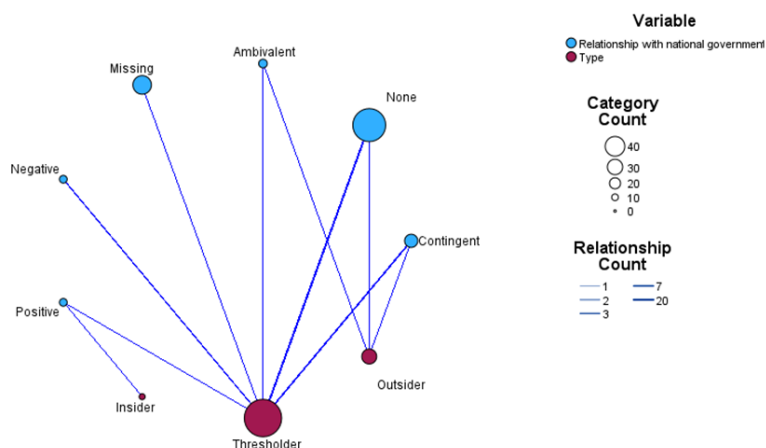 Variable
Relationship with national government
Type
Category
Count
40
30
20
10
0
Relationship
Count
1
7
2
20
3
Ambivalent
Missing
None
Negative
Contingent
Positive
Outsider
Insider
Thresholder